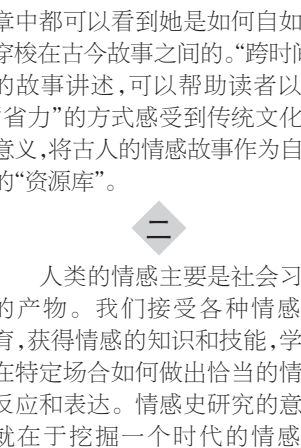 章中都可以看到她是如何自如
穿梭在古今故事之间的。“跨时间
的故事讲述,可以帮助读者以
省力”的方式感受到传统文化
意义,将古人的情感故事作为自
的“资源库”。
二
人类的情感主要是社会习
的产物。我们接受各种情感
育,获得情感的知识和技能,学
在特定场合如何做出恰当的情
反应和表达。情感史研究的意
就在于挖掘一个时代的情感